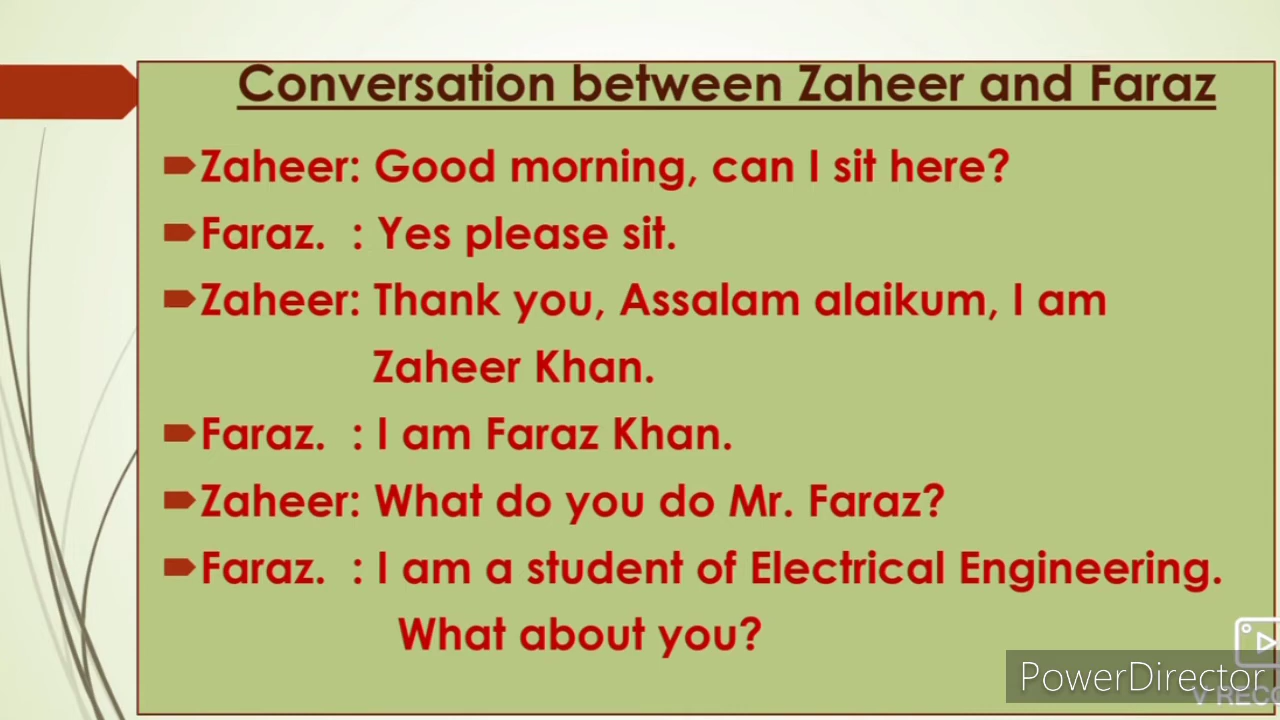 Conversation between Zaheer and Faraz
Zaheer: Good morning, can I sit here?
Faraz.  : Yes please sit.
Zaheer: Thank you, Assalam alaikum, I am
Zaheer Khan.
Faraz.  : I am Faraz Khan.
Zaheer: What do you do Mr. Faraz?
Faraz.  : I am a student of Electrical Engineering.
What about you?
PowerDirector
V REC